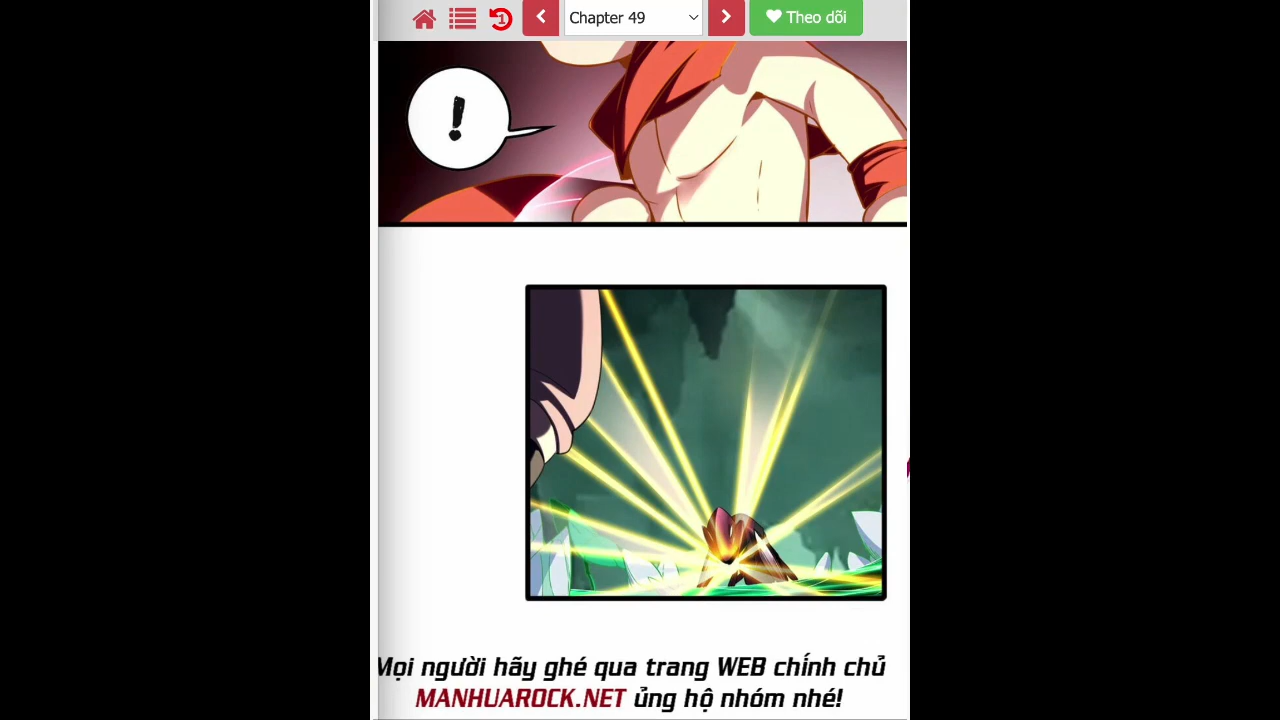 Chapter 49
Theo dõi
!
Mọi người hãy ghé qua trang WEB chính chủ
MANHUAROCK.NET ủng hộ nhóm nhé!